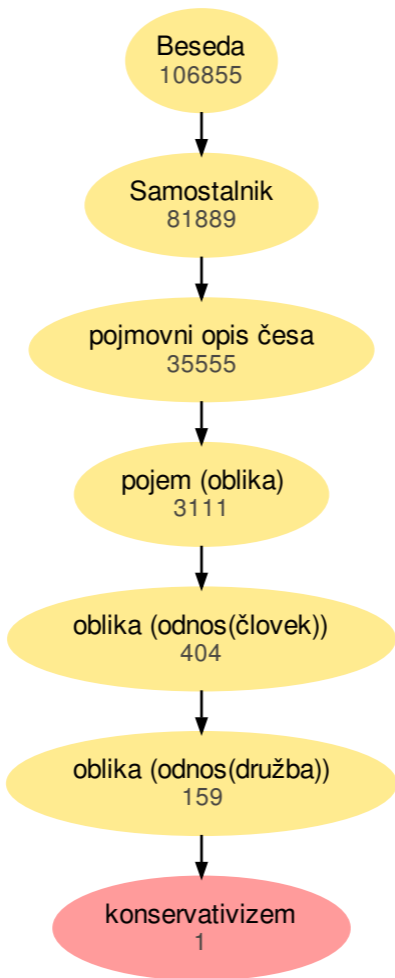 Beseda
106855
Samostalnik
81889
pojmovni opis česa
35555
pojem (oblika)
3111
oblika (odnos(človek))
404
oblika (odnos(družba))
159
konservativizem
1